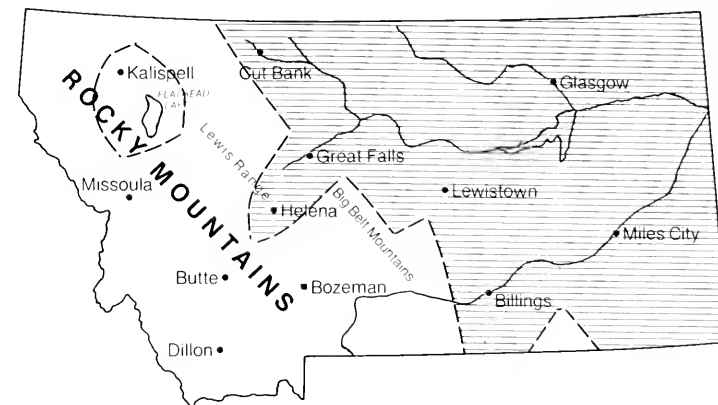 Kalispell
Cut Bank
Glasgow
FLATHEAD
LAKE
ROCKY MOUNTAINS
Lewis Range
Great Falls
Missoula
Lewistown
Helena
Big Belt Mountains
Miles City
Butte
Bozeman
Billings
Dillon